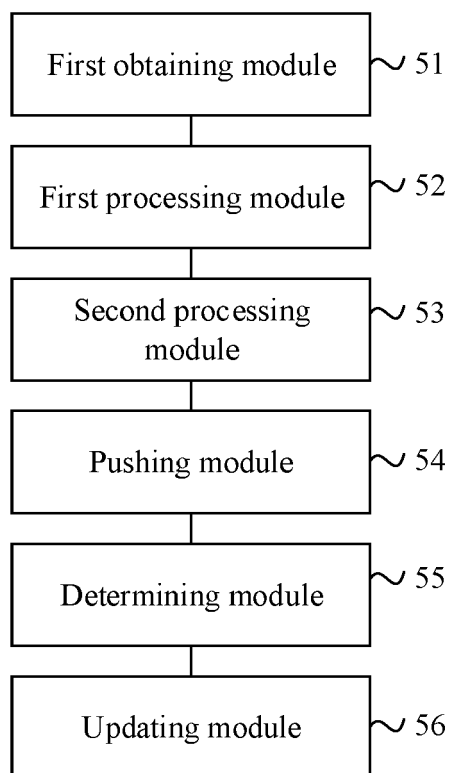 First obtaining module
51
First processing module
52
Second processing
module
53
Pushing module
54
Determining module
55
Updating module
56